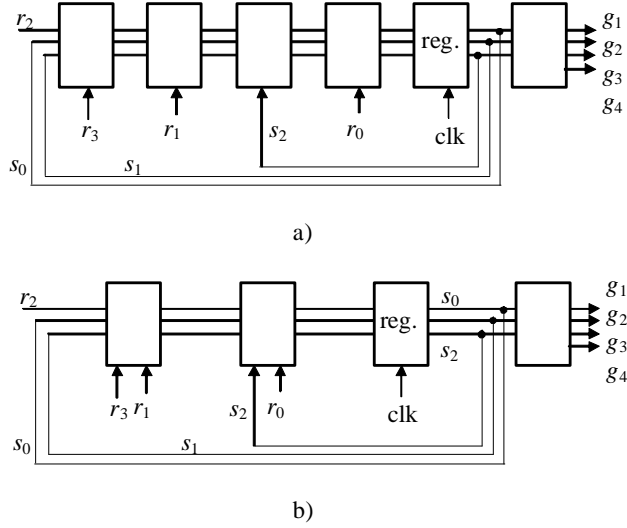 r2 g1
reg. g2
g3
r3 r1 s2 r0 clk g4
s0 s1
a)
r2 s0 g1
reg. g2
s2 g3
r3 r1 s2 r0 clk g4
s0 s1
b)